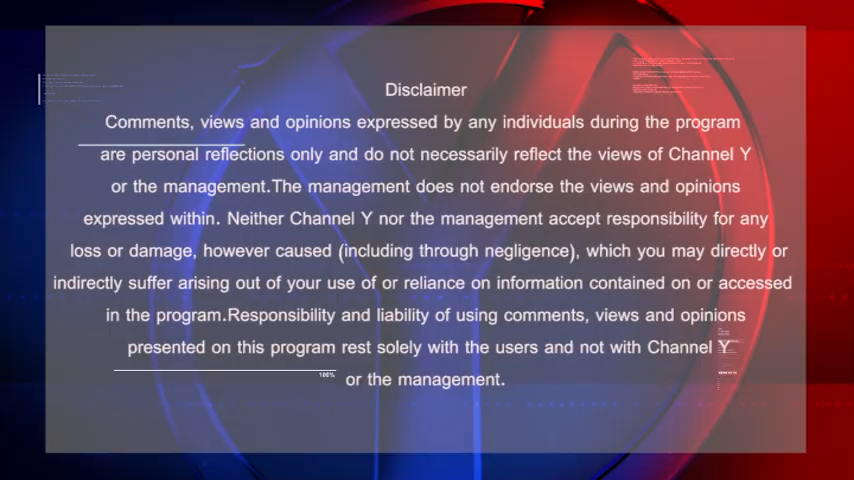 Disclaimer
Comments, views and opinions expressed by any individuals during the program
are personal reflections only and do not necessarily reflect the views of Channel Y
or the management.The management does not endorse the views and opinions
expressed within. Neither Channel Y nor the management accept responsibility for any
loss or damage, however caused (including through negligence), which you may directly or
indirectly suffer arising out of your use of or reliance on information contained on or accessed
in the program.Responsibility and liability of using comments, views and opinions
presented on this program rest solely with the users and not with Channel Y
100%
or the management.